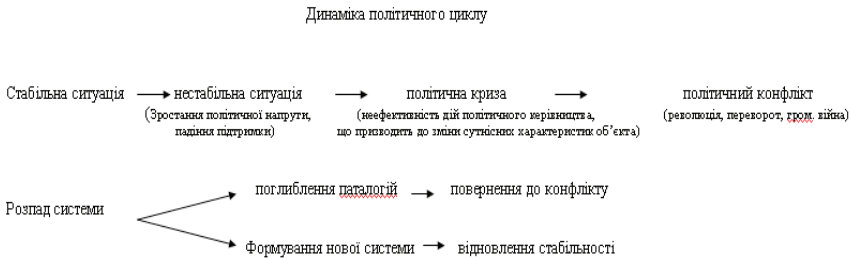 Динаміка політичного циклу
Стабільна ситуація нестабільна ситуація політична криза політичний конфлікт
(Зростання політичної напруги, (неефективність дій політичного керівництва, (революція, переворот, гром. війна)
падіння підтримки) що призводить до зміни сутнісних характеристик об’єкта)
поглиблення паталогій повернення до конфлікту
Розпад системи
Формування нової системи відновлення стабільності